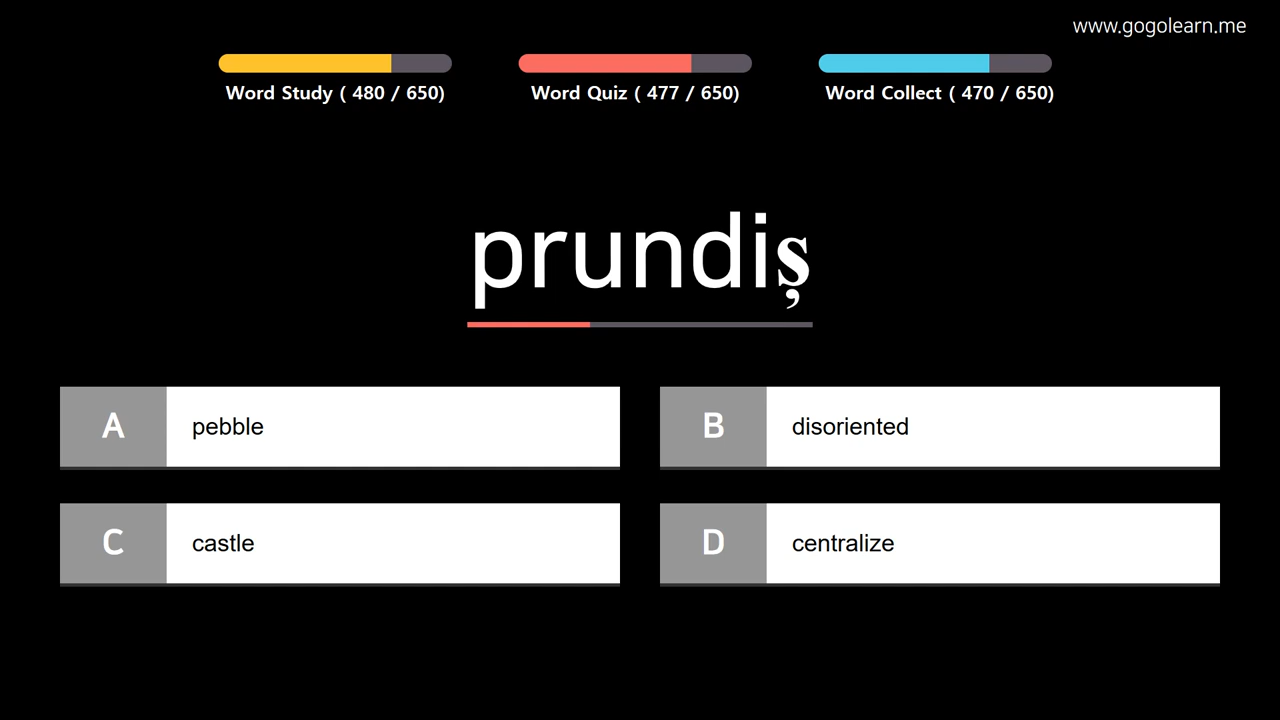 www.gogolearn.me
Word Study ( 480 / 650)
Word Quiz ( 477 / 650)
Word Collect ( 470 / 650)
prundiș
A pebble
B disoriented
C castle
D centralize